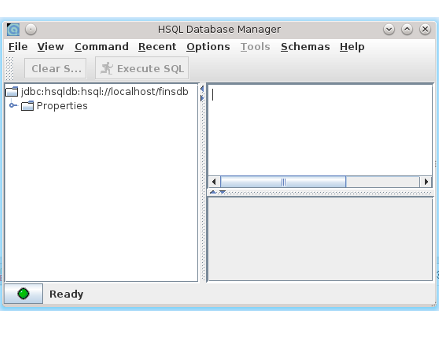 HSQL Database Manager
File View Command Recent Options Tools Schemas Help
Clear S... Execute SQL
jdbc:hsqldb:hsql://localhost/finsdb
Properties
Ready